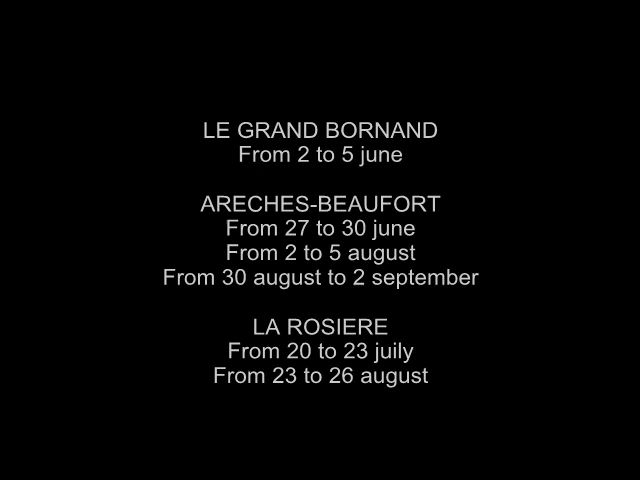 LE GRAND BORNAND
From 2 to 5 june
ARECHES-BEAUFORT
From 27 to 30 june
From 2 to 5 august
From 30 august to 2 september
LA ROSIERE
From 20 to 23 juily
From 23 to 26 august